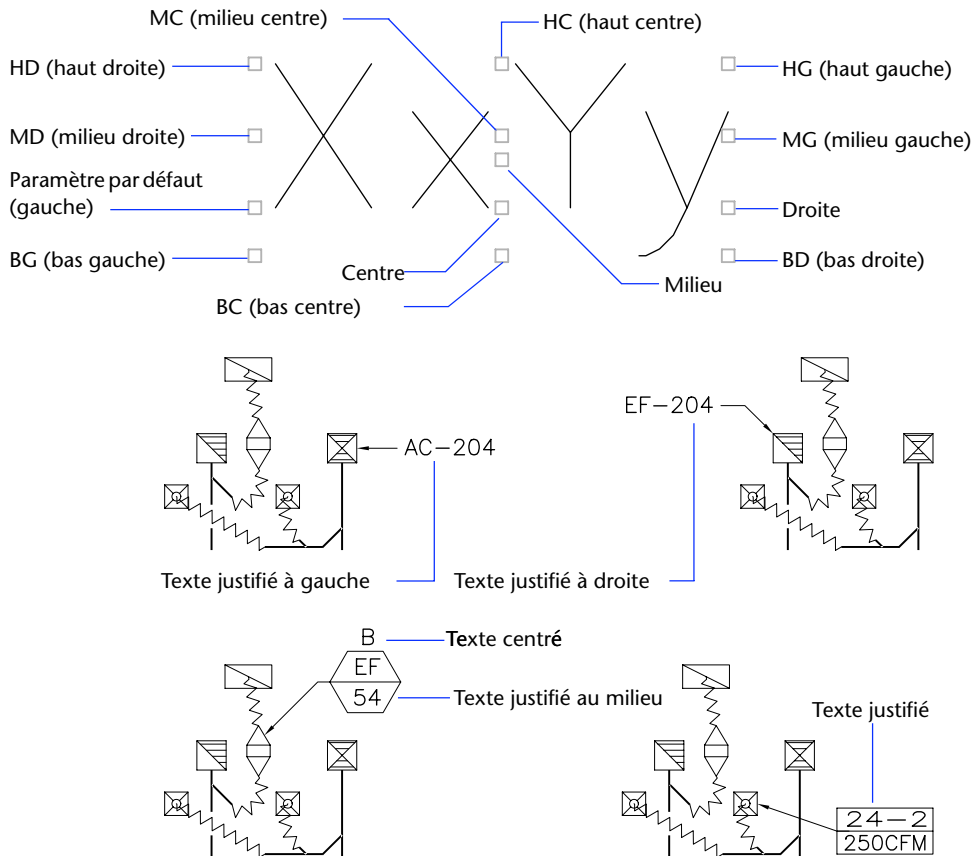 MC (milieu centre)
HC (haut centre)
HD (haut droite)
HG (haut gauche)
MD (milieu droite)
MG (milieu gauche)
Paramètre par défaut
(gauche)
Droite
BG (bas gauche)
Centre
BD (bas droite)
Milieu
BC (bas centre)
XxYy
EF-204
AC-204
Texte justifié à gauche
Texte justifié à droite
B
Texte centré
EF
54
Texte justifié au milieu
Texte justifié
24-2
250CFM